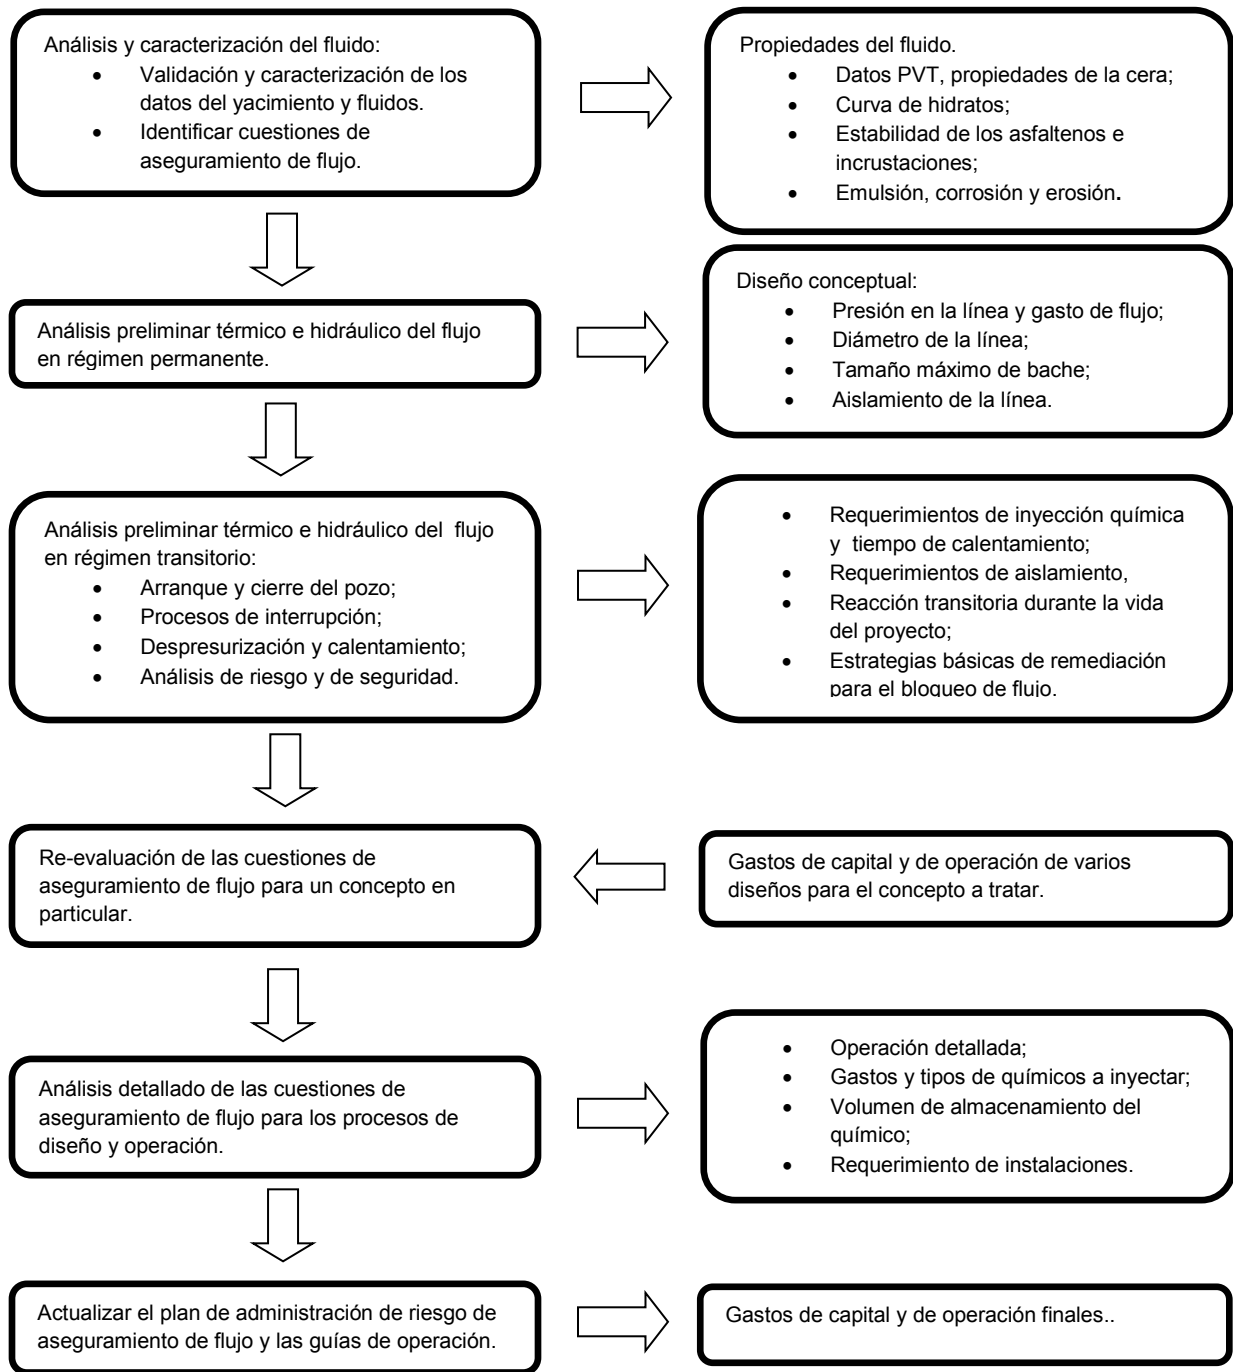 Análisis y caracterización del fluido:
• Validación y caracterización de los
datos del yacimiento y fluidos.
• Identificar cuestiones de
aseguramiento de flujo.
Propiedades del fluido.
• Datos PVT, propiedades de la cera;
• Curva de hidratos;
• Estabilidad de los asfaltenos e
incrustaciones;
• Emulsión, corrosión y erosión.
Análisis preliminar térmico e hidráulico del flujo
en régimen permanente.
Diseño conceptual:
• Presión en la línea y gasto de flujo;
• Diámetro de la línea;
• Tamaño máximo de bache;
• Aislamiento de la línea.
Análisis preliminar térmico e hidráulico del flujo
en régimen transitorio:
• Arranque y cierre del pozo;
• Procesos de interrupción;
• Despresurización y calentamiento;
• Análisis de riesgo y de seguridad.
• Requerimientos de inyección química
y tiempo de calentamiento;
• Requerimientos de aislamiento,
• Reacción transitoria durante la vida
del proyecto;
• Estrategias básicas de remediación
para el bloqueo de flujo.
Re-evaluación de las cuestiones de
aseguramiento de flujo para un concepto en
particular.
Gastos de capital y de operación de varios
diseños para el concepto a tratar.
Análisis detallado de las cuestiones de
aseguramiento de flujo para los procesos de
diseño y operación.
• Operación detallada;
• Gastos y tipos de químicos a inyectar;
• Volumen de almacenamiento del
químico;
• Requerimiento de instalaciones.
Actualizar el plan de administración de riesgo de
aseguramiento de flujo y las guías de operación.
Gastos de capital y de operación finales..